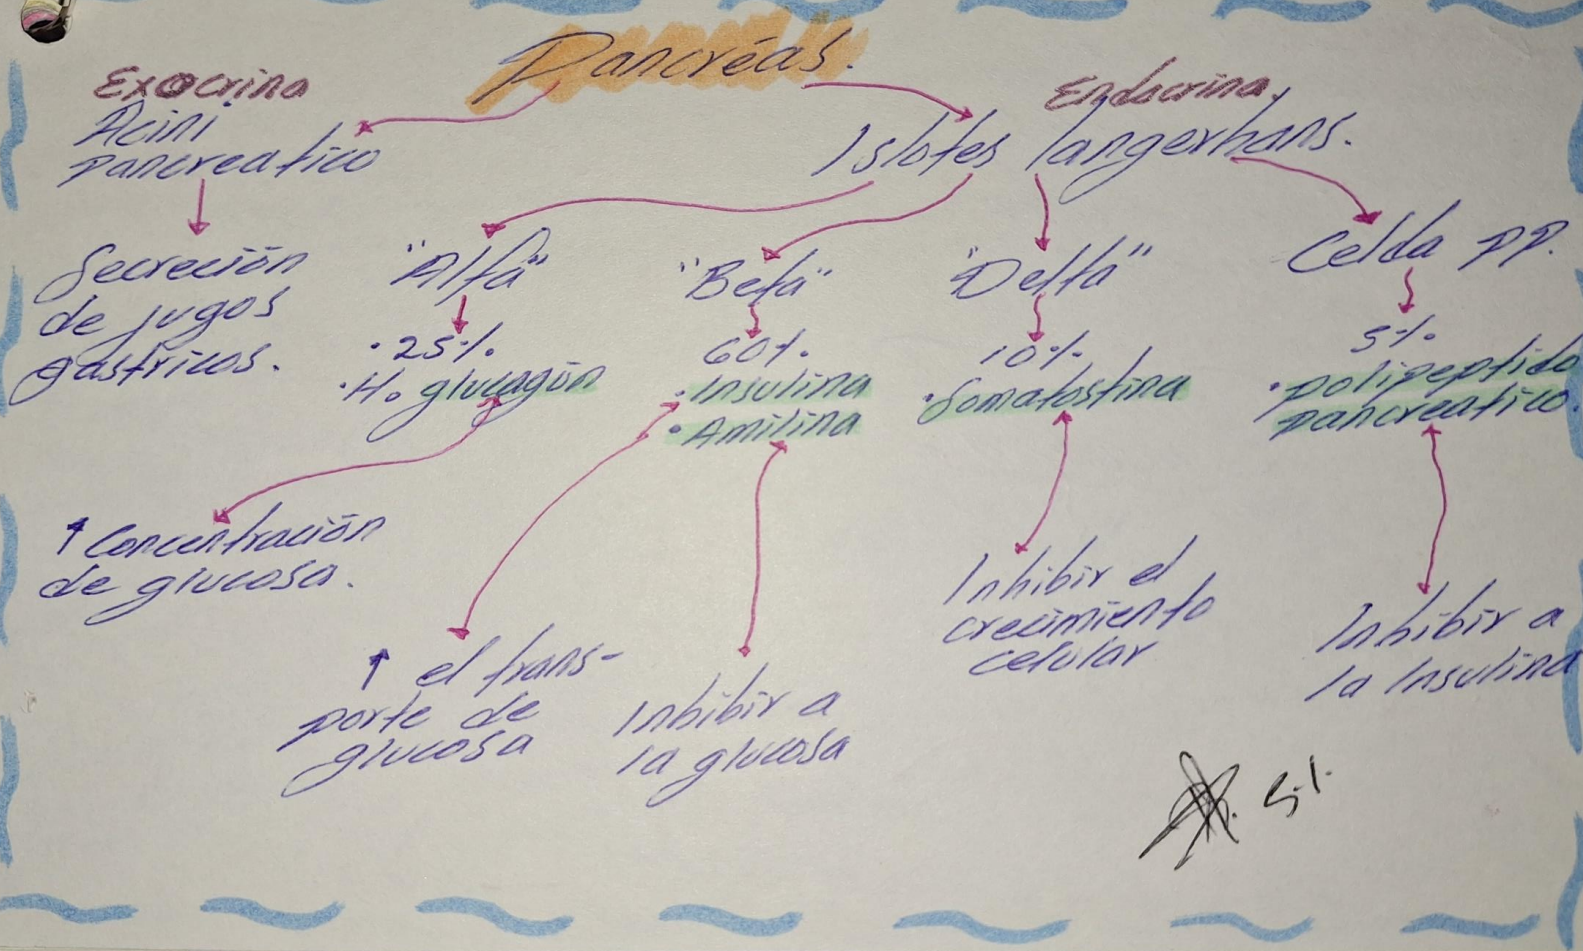 Pancréas.
Exocrina
Acini
pancreatico
Secreción
de jugos
gastricos.
Endocrina
Islotes langerhans.
"Alfa"
· 25%
· H. glucagón
↑ Concentración
de glucosa.
"Beta"
60%
· Insulina
· Amilina
↑ el trans-
porte de
glucosa
Inhibir a
la glucosa
"Delta"
10%
· Somatostina
Inhibir el
crecimiento
celular
Celda PP.
5%
· polipeptido
pancreatico.
Inhibir a
la Insulina